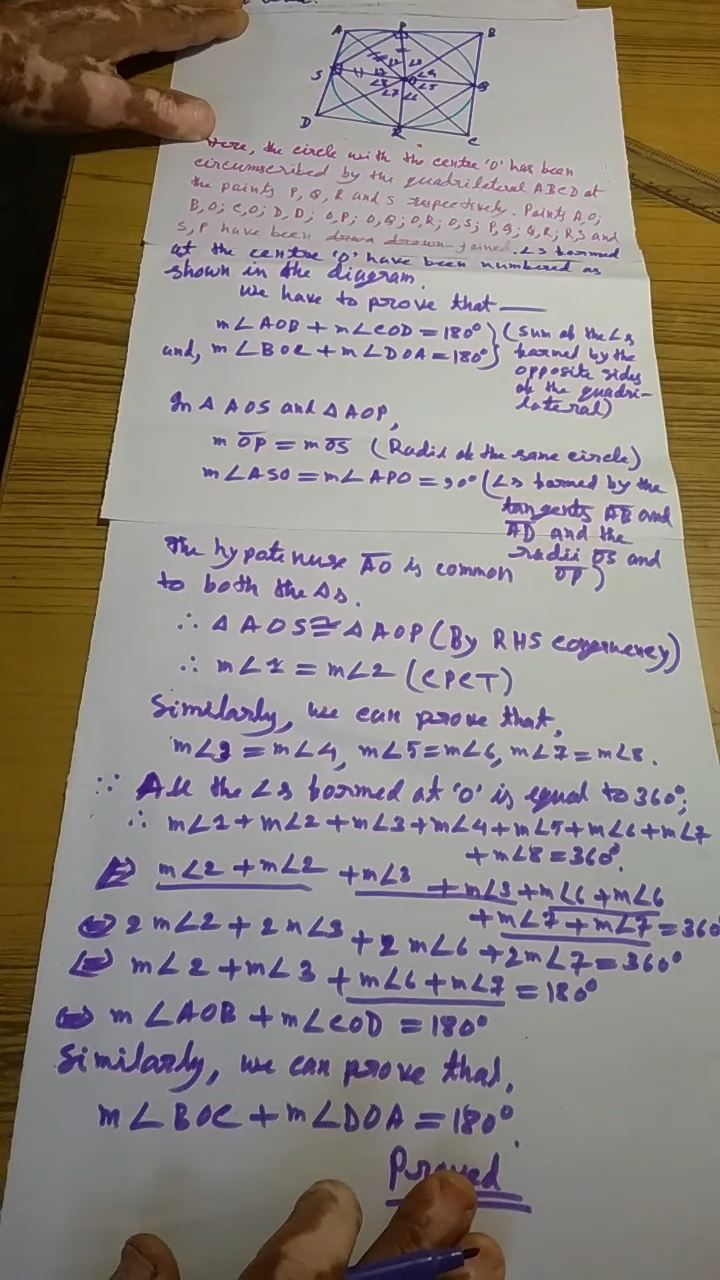 A P B
S Q
D R C
Here, the circle with the centre 'O' has been
circumscribed by the quadrilateral ABCD at
the points P, Q, R and S respectively. Points A,O;
B,O; C,O; D,D; O,P; O,Q; O,R; O,S; P,Q; Q,R; R,S and
S,P have been joined. ∠s formed
at the centre 'O' have been numbered as
shown in the diagram.
We have to prove that —
m∠AOB + m∠COD = 180° (Sum of the ∠s
and, m∠BOC + m∠DOA = 180° formed by the
opposite sides
of the quadri-
lateral)
In △ AOS and △ AOP,
m OP = m OS (Radii of the same circle)
m∠ASO = m∠APO = 90° (∠s formed by the
tangents AB and
AD and the
radii OS and
OP)
The hypotenuse AO is common
to both the △s.
∴ △AOS ≅ △AOP (By RHS congruency)
∴ m∠1 = m∠2 (CPCT)
Similarly, we can prove that,
m∠3 = m∠4, m∠5 = m∠6, m∠7 = m∠8.
∵ All the ∠s formed at 'O' is equal to 360°;
∴ m∠1 + m∠2 + m∠3 + m∠4 + m∠5 + m∠6 + m∠7
+ m∠8 = 360°.
⇔ m∠2 + m∠2 + m∠3 + m∠3 + m∠6 + m∠6
+ m∠7 + m∠7 = 360
⇔ 2m∠2 + 2m∠3 + 2m∠6 + 2m∠7 = 360°
⇔ m∠2 + m∠3 + m∠6 + m∠7 = 180°
⇔ m∠AOB + m∠COD = 180°
Similarly, we can prove that,
m∠BOC + m∠DOA = 180°.
Proved